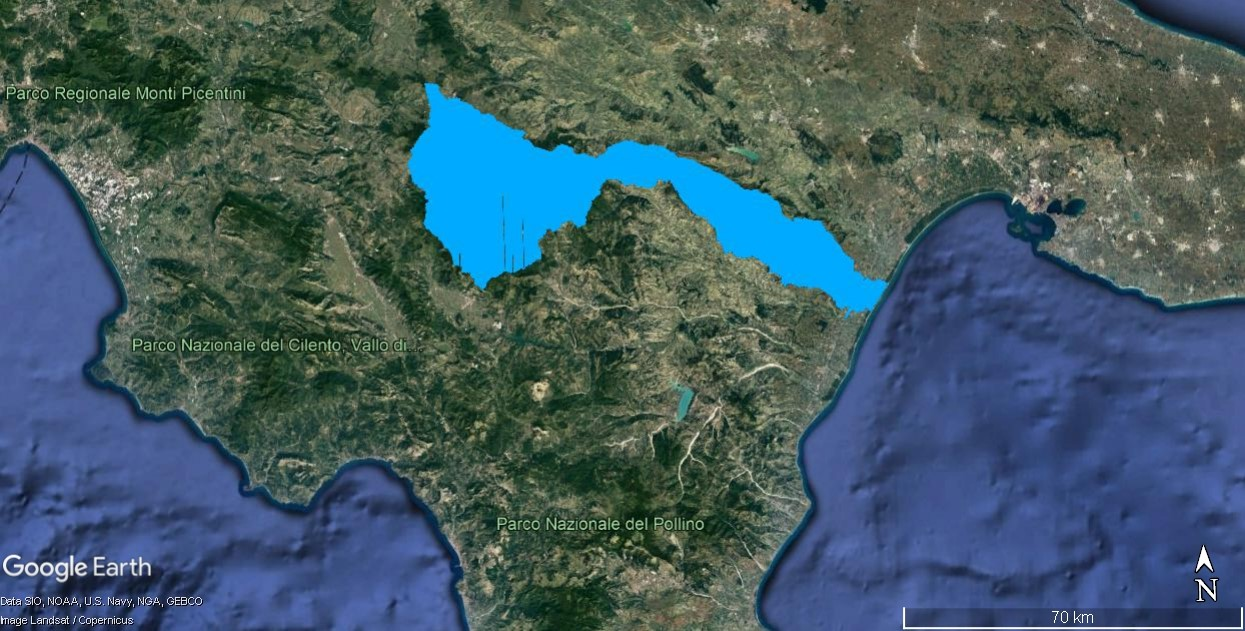 Parco Regionale Monti Picentini
Parco Nazionale del Cilento, Vallo di...
Parco Nazionale del Pollino
Google Earth
N
Data SIO, NOAA, U.S. Navy, NGA, GEBCO
70 km
Image Landsat / Copernicus